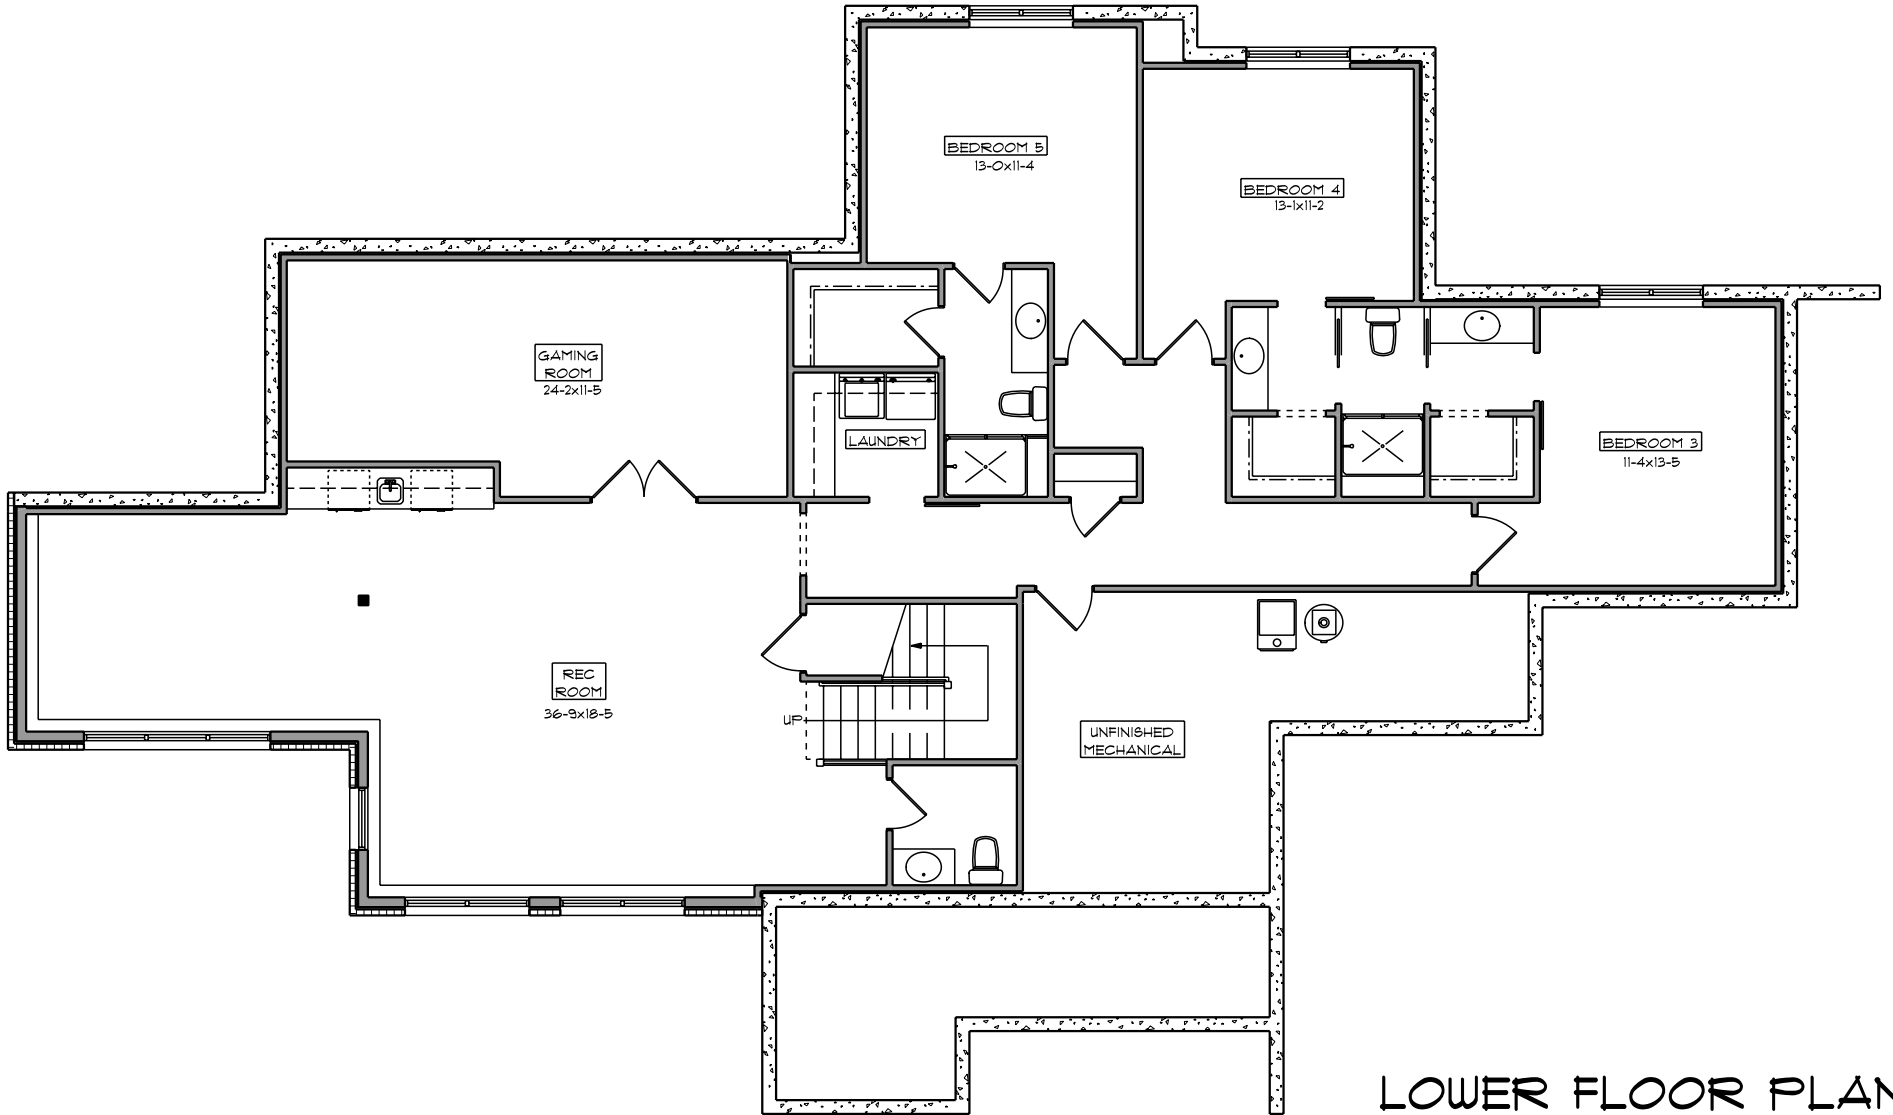 BEDROOM 5
13-0x11-4
BEDROOM 4
13-1x11-2
GAMING
ROOM
24-2x11-5
LAUNDRY
BEDROOM 3
11-4x13-5
REC
ROOM
36-9x18-5
UP
UNFINISHED
MECHANICAL
LOWER FLOOR PLAN